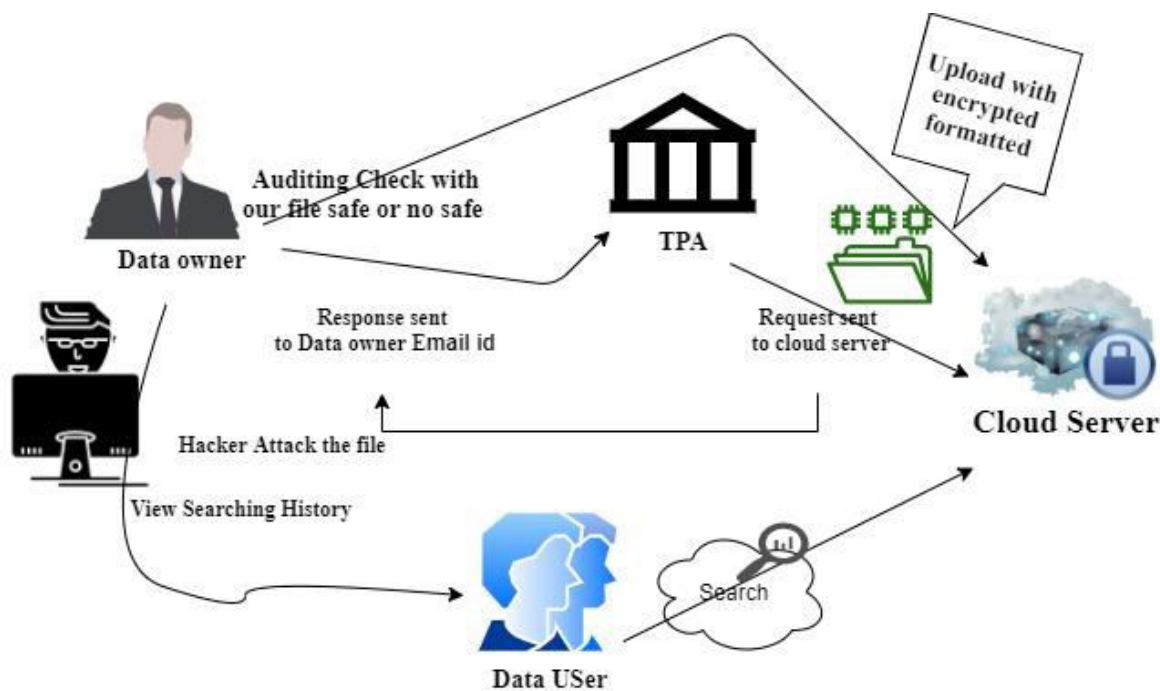 Upload with
encrypted
formatted
Auditing Check with
our file safe or no safe
Data owner
TPA
Response sent
to Data owner Email id
Request sent
to cloud server
Cloud Server
Hacker Attack the file
View Searching History
Search
Data USer